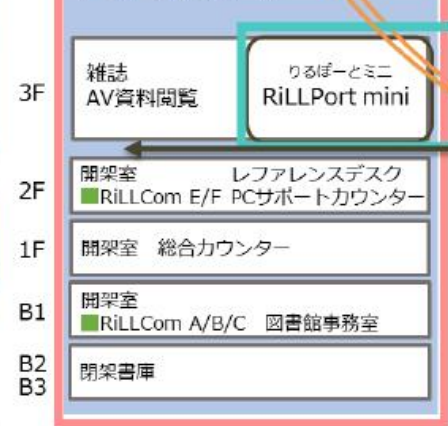 3F
雑誌
AV資料閲覧
りるぽーとミニ
RiLLPort mini
2F
開架室 レファレンスデスク
RiLLCom E/F PCサポートカウンター
1F
開架室 総合カウンター
B1
開架室
RiLLCom A/B/C 図書館事務室
B2
B3
閉架書庫